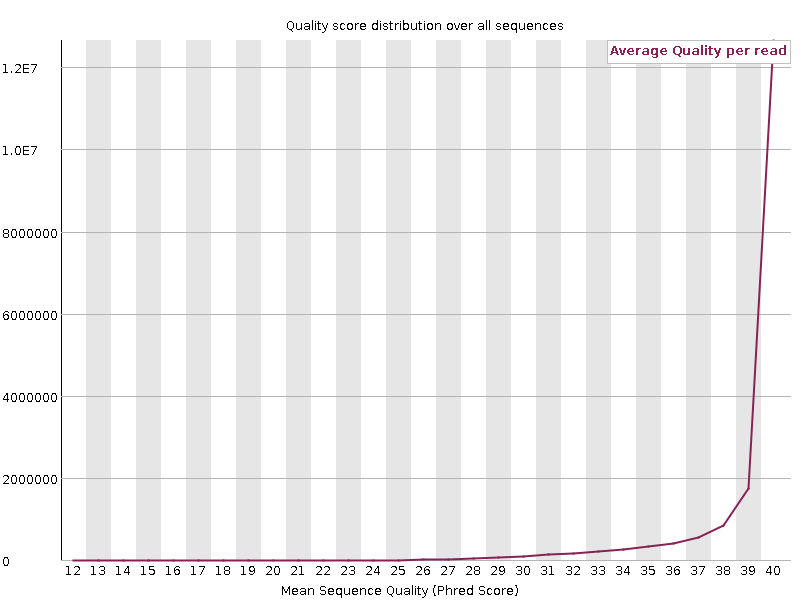 Quality score distribution over all sequences
Average Quality per read
1.2E7
1.0E7
8000000
6000000
4000000
2000000
0
12 13 14 15 16 17 18 19 20 21 22 23 24 25 26 27 28 29 30 31 32 33 34 35 36 37 38 39 40
Mean Sequence Quality (Phred Score)